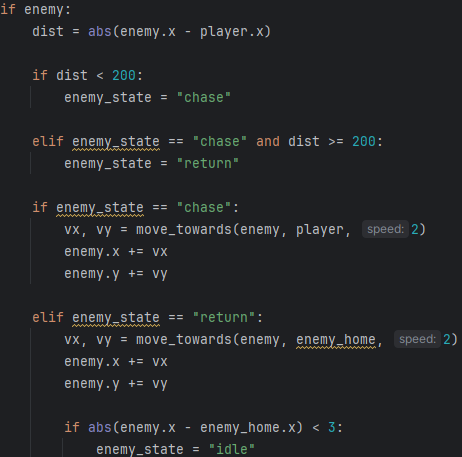 if enemy:
    dist = abs(enemy.x - player.x)

    if dist < 200:
        enemy_state = "chase"

    elif enemy_state == "chase" and dist >= 200:
        enemy_state = "return"

    if enemy_state == "chase":
        vx, vy = move_towards(enemy, player, speed: 2)
        enemy.x += vx
        enemy.y += vy

    elif enemy_state == "return":
        vx, vy = move_towards(enemy, enemy_home, speed: 2)
        enemy.x += vx
        enemy.y += vy

        if abs(enemy.x - enemy_home.x) < 3:
            enemy_state = "idle"